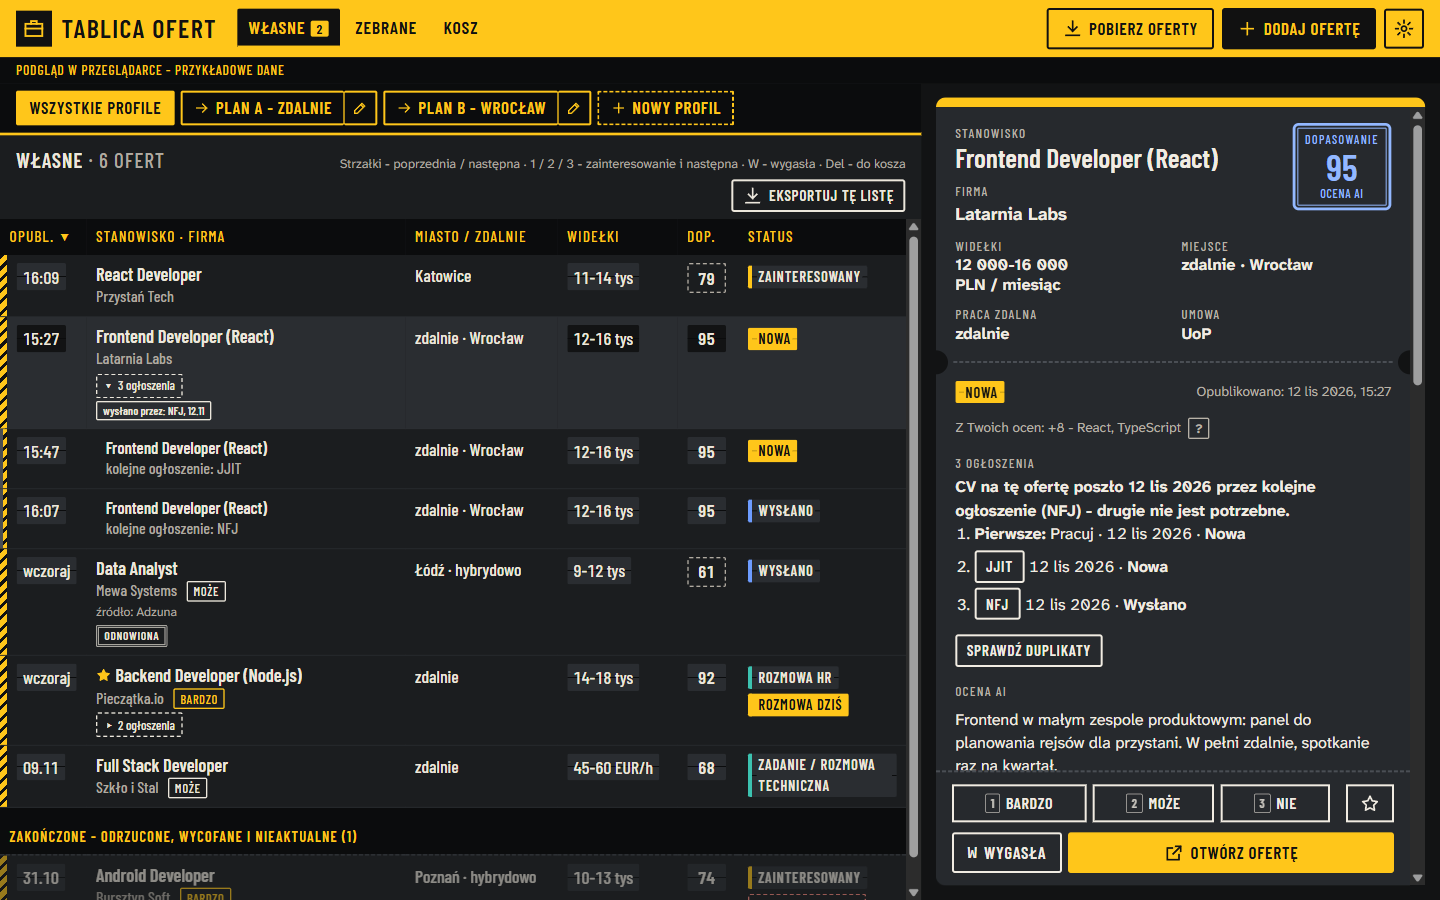 TABLICA OFERT
WŁASNE 2
ZEBRANE
KOSZ
POBIERZ OFERTY
DODAJ OFERTĘ
PODGLĄD W PRZEGLĄDARCE - PRZYKŁADOWE DANE
WSZYSTKIE PROFILE
→ PLAN A - ZDALNIE
→ PLAN B - WROCŁAW
+ NOWY PROFIL
WŁASNE · 6 OFERT
Strzałki - poprzednia / następna · 1 / 2 / 3 - zainteresowanie i następna · W - wygasła · Del - do kosza
EKSPORTUJ TĘ LISTĘ
OPUBL. ▼ STANOWISKO · FIRMA MIASTO / ZDALNIE WIDEŁKI DOP. STATUS
16:09 React Developer Katowice 11-14 tys 79 ZAINTERESOWANY
Przystań Tech
15:27 Frontend Developer (React) zdalnie · Wrocław 12-16 tys 95 NOWA
Latarnia Labs
▾ 3 ogłoszenia
wysłano przez: NFJ, 12.11
15:47 Frontend Developer (React) zdalnie · Wrocław 12-16 tys 95 NOWA
kolejne ogłoszenie: JJIT
16:07 Frontend Developer (React) zdalnie · Wrocław 12-16 tys 95 WYSŁANO
kolejne ogłoszenie: NFJ
wczoraj Data Analyst Łódź · hybrydowo 9-12 tys 61 WYSŁANO
Mewa Systems MOŻE
źródło: Adzuna
ODNOWIONA
wczoraj Backend Developer (Node.js) zdalnie 14-18 tys 92 ROZMOWA HR
Pieczątka.io BARDZO ROZMOWA DZIŚ
▸ 2 ogłoszenia
09.11 Full Stack Developer zdalnie 45-60 EUR/h 68 ZADANIE / ROZMOWA
TECHNICZNA
Szkło i Stal MOŻE
ZAKOŃCZONE - ODRZUCONE, WYCOFANE I NIEAKTUALNE (1)
31.10 Android Developer Poznań · hybrydowo 10-13 tys 74 ZAINTERESOWANY
Bursztyn Soft BARDZO
STANOWISKO
Frontend Developer (React)
DOPASOWANIE
95
OCENA AI
FIRMA
Latarnia Labs
WIDEŁKI MIEJSCE
12 000-16 000 zdalnie · Wrocław
PLN / miesiąc
PRACA ZDALNA UMOWA
zdalnie UoP
NOWA Opublikowano: 12 lis 2026, 15:27
Z Twoich ocen: +8 - React, TypeScript ?
3 OGŁOSZENIA
CV na tę ofertę poszło 12 lis 2026 przez kolejne
ogłoszenie (NFJ) - drugie nie jest potrzebne.
1. Pierwsze: Pracuj · 12 lis 2026 · Nowa
2. JJIT 12 lis 2026 · Nowa
3. NFJ 12 lis 2026 · Wysłano
SPRAWDŹ DUPLIKATY
OCENA AI
Frontend w małym zespole produktowym: panel do
planowania rejsów dla przystani. W pełni zdalnie, spotkanie
raz na kwartał.
1 BARDZO
2 MOŻE
3 NIE
W WYGASŁA
OTWÓRZ OFERTĘ